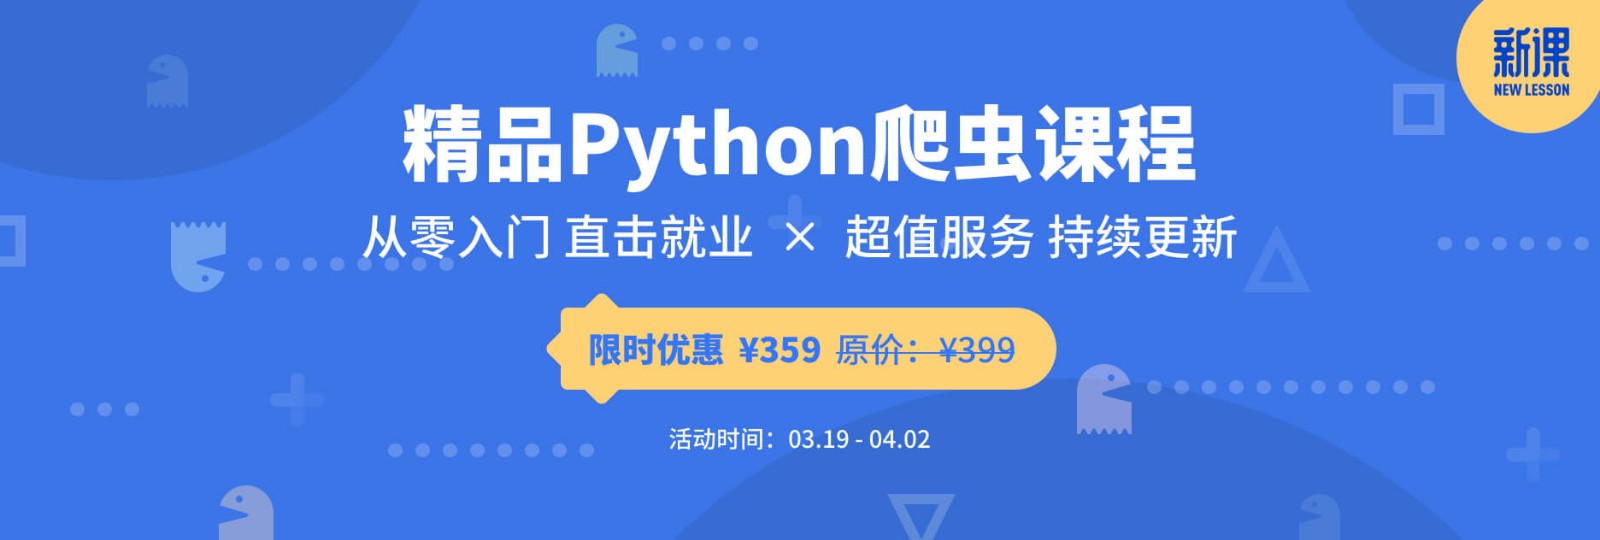 新课
NEW LESSON
精品Python爬虫课程
从零入门 直击就业 × 超值服务 持续更新
限时优惠 ¥359 原价：¥399
活动时间：03.19 - 04.02